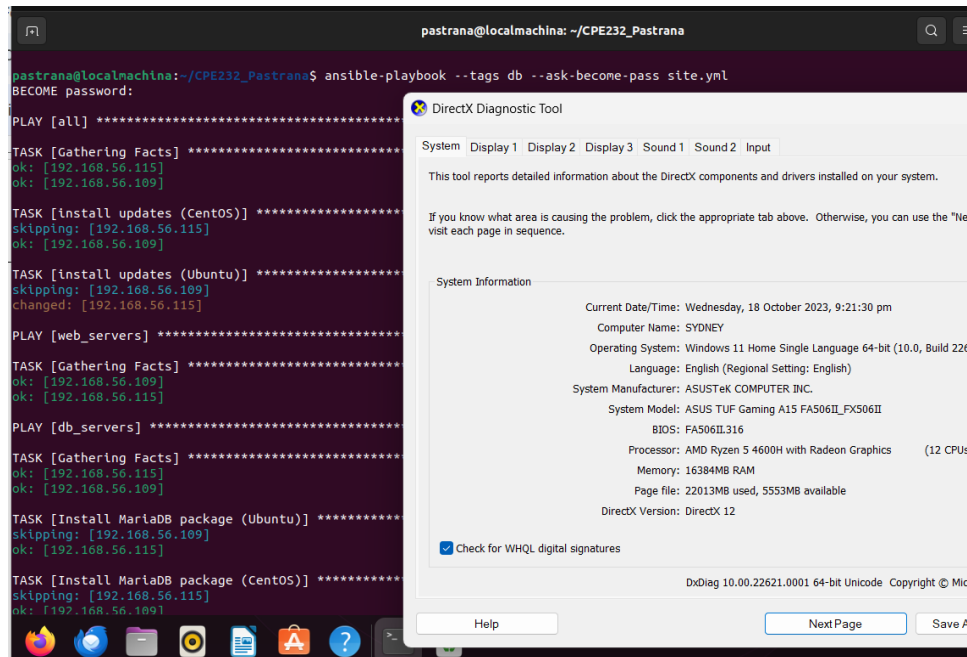 pastrana@localmachina: ~/CPE232_Pastrana
pastrana@localmachina:~/CPE232_Pastrana$ ansible-playbook --tags db --ask-become-pass site.yml
BECOME password:
PLAY [all] ****************************************
TASK [Gathering Facts] ****************************
ok: [192.168.56.115]
ok: [192.168.56.109]
TASK [install updates (CentOS)] *******************
skipping: [192.168.56.115]
ok: [192.168.56.109]
TASK [install updates (Ubuntu)] *******************
skipping: [192.168.56.109]
changed: [192.168.56.115]
PLAY [web_servers] ********************************
TASK [Gathering Facts] ****************************
ok: [192.168.56.109]
ok: [192.168.56.115]
PLAY [db_servers] *********************************
TASK [Gathering Facts] ****************************
ok: [192.168.56.115]
ok: [192.168.56.109]
TASK [Install MariaDB package (Ubuntu)] ***********
skipping: [192.168.56.109]
ok: [192.168.56.115]
TASK [Install MariaDB package (CentOS)] ***********
skipping: [192.168.56.115]
ok: [192.168.56.109]
DirectX Diagnostic Tool
System Display 1 Display 2 Display 3 Sound 1 Sound 2 Input
This tool reports detailed information about the DirectX components and drivers installed on your system.
If you know what area is causing the problem, click the appropriate tab above.  Otherwise, you can use the "Ne
visit each page in sequence.
System Information
Current Date/Time: Wednesday, 18 October 2023, 9:21:30 pm
Computer Name: SYDNEY
Operating System: Windows 11 Home Single Language 64-bit (10.0, Build 226
Language: English (Regional Setting: English)
System Manufacturer: ASUSTeK COMPUTER INC.
System Model: ASUS TUF Gaming A15 FA506II_FX506II
BIOS: FA506II.316
Processor: AMD Ryzen 5 4600H with Radeon Graphics (12 CPUs
Memory: 16384MB RAM
Page file: 22013MB used, 5553MB available
DirectX Version: DirectX 12
Check for WHQL digital signatures
DxDiag 10.00.22621.0001 64-bit Unicode Copyright © Mic
Help Next Page Save A